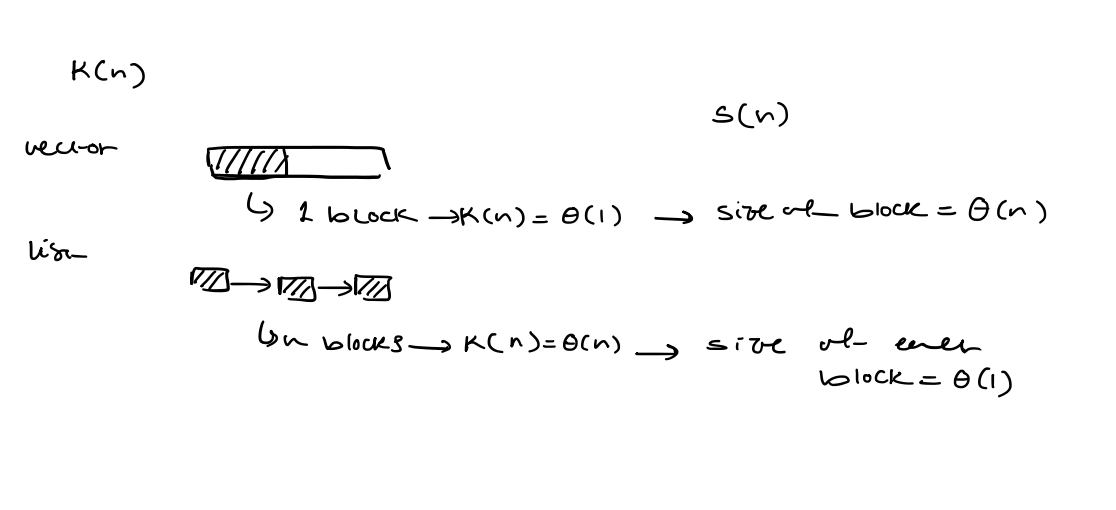 K(n)
S(n)
vector
1 block → K(n) = θ(1) → size of block = θ(n)
list
n blocks → K(n) = θ(n) → size of each
block = θ(1)